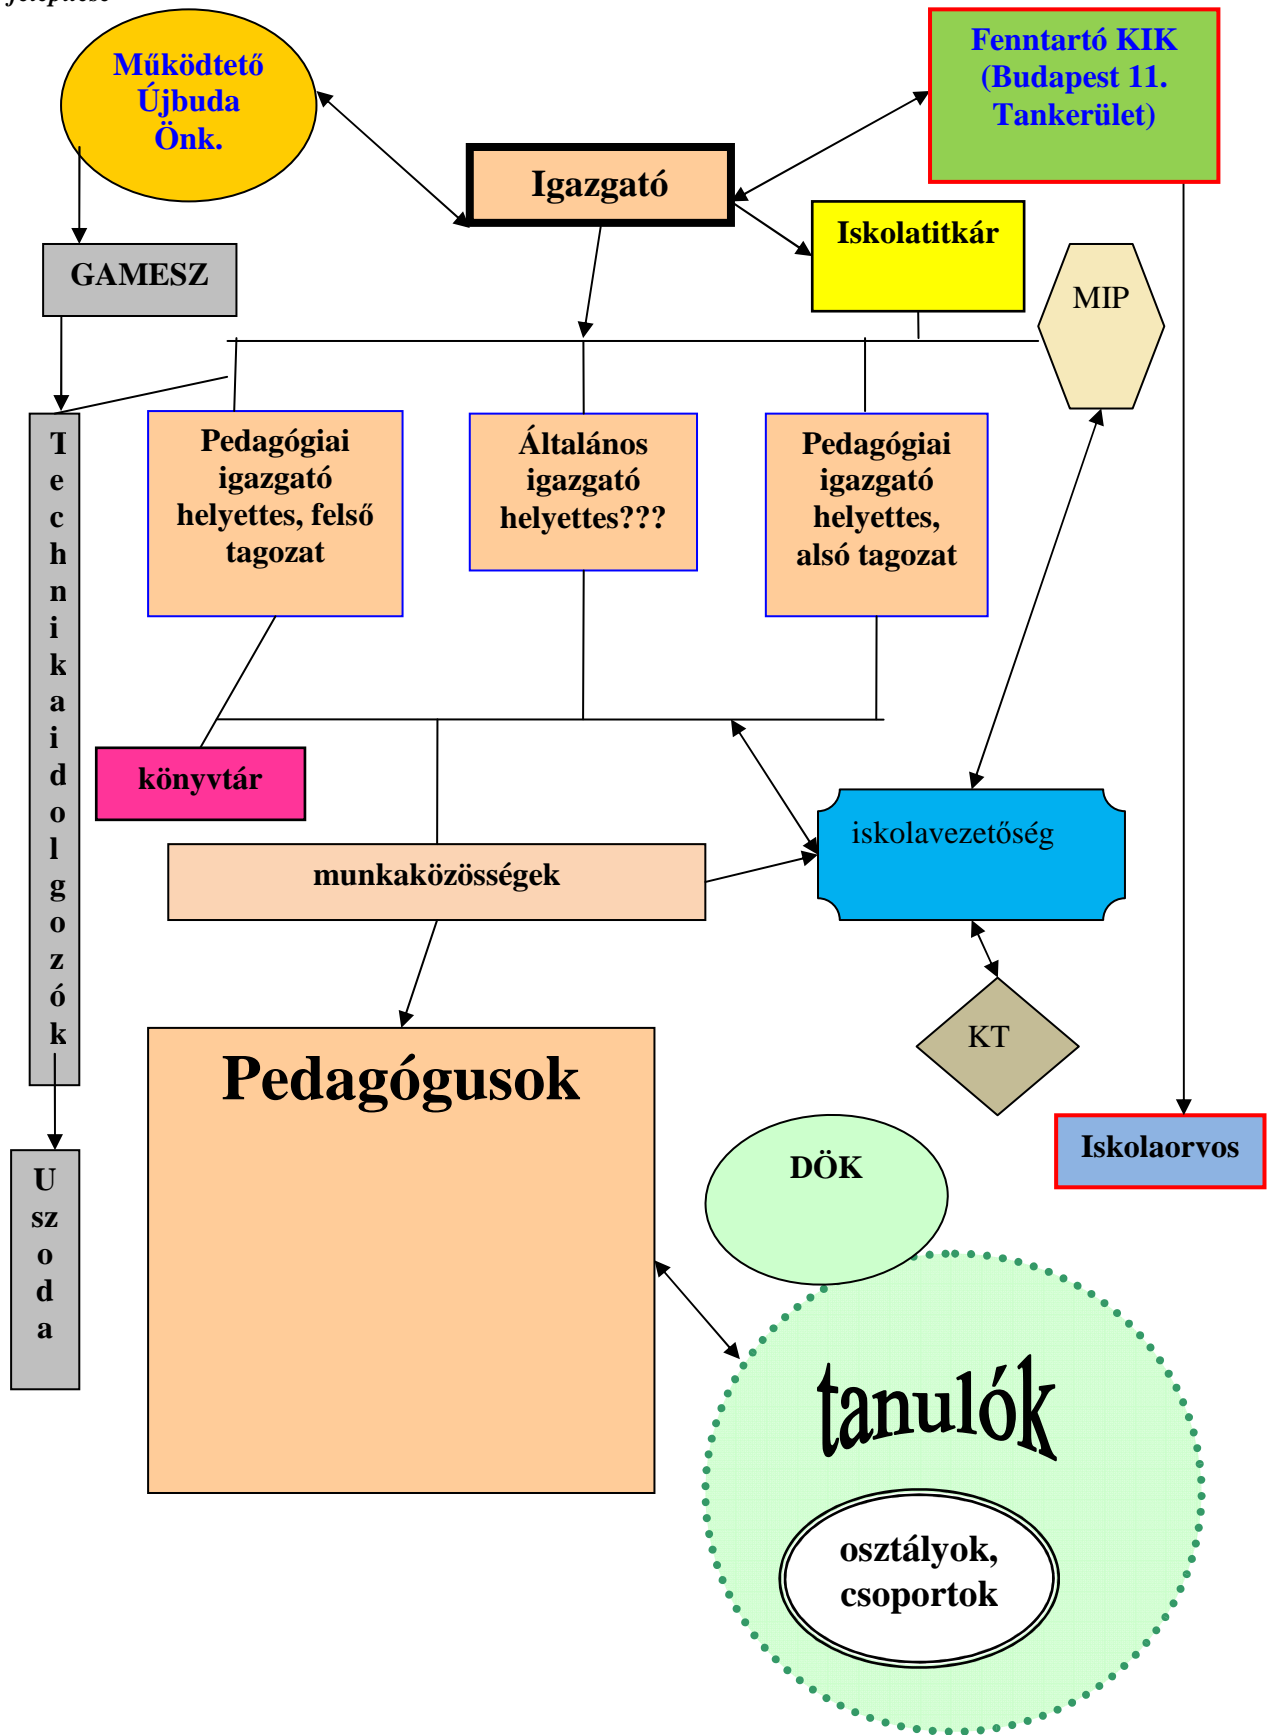 felépítése
Működtető
Újbuda
Önk.
Fenntartó KIK
(Budapest 11.
Tankerület)
Igazgató
Iskolatitkár
GAMESZ
MIP
T
e
c
h
n
i
k
a
i
d
o
l
g
o
z
ó
k
Pedagógiai
igazgató
helyettes, felső
tagozat
Általános
igazgató
helyettes???
Pedagógiai
igazgató
helyettes,
alsó tagozat
könyvtár
iskolavezetőség
munkaközösségek
KT
Pedagógusok
Iskolaorvos
DÖK
U
sz
o
d
a
tanulók
osztályok,
csoportok